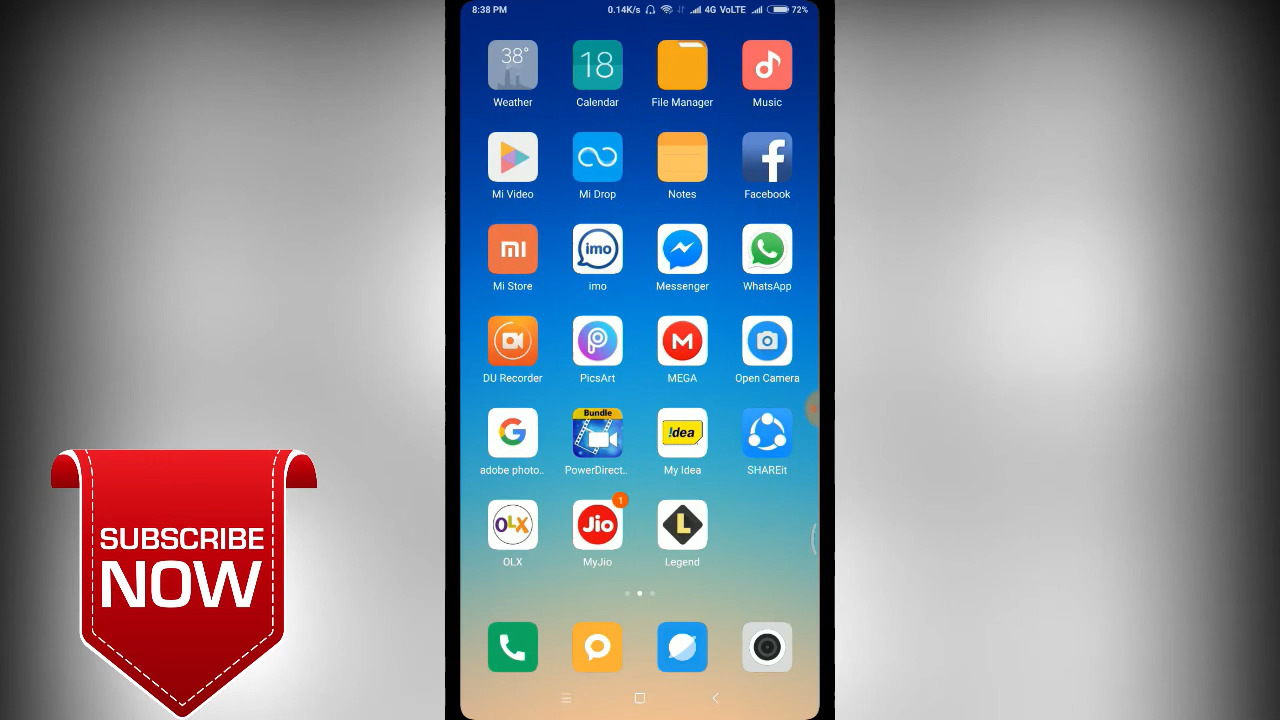 8:38 PM 0.14K/s 4G VoLTE 72%
38°
18
Weather Calendar File Manager Music
Mi Video Mi Drop Notes Facebook
mi imo
Mi Store imo Messenger WhatsApp
DU Recorder PicsArt MEGA Open Camera
Bundle
!dea
adobe photo.. PowerDirect.. My Idea SHAREit
1
OLX Jio L
OLX MyJio Legend
SUBSCRIBE
NOW